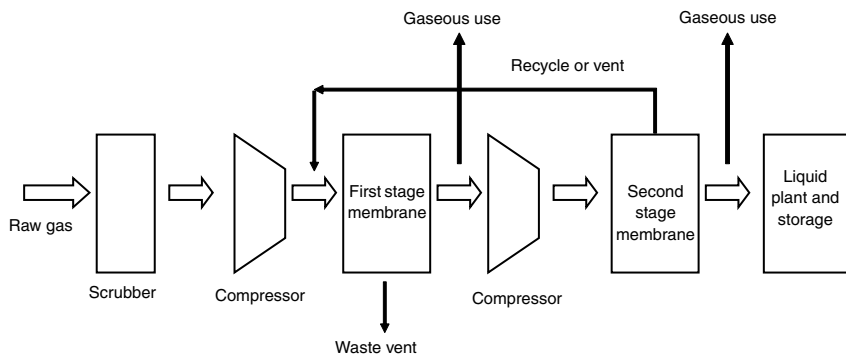 Gaseous use
Gaseous use
Recycle or vent
First stage
membrane
Second
stage
membrane
Liquid
plant and
storage
Raw gas
Scrubber
Compressor
Compressor
Waste vent